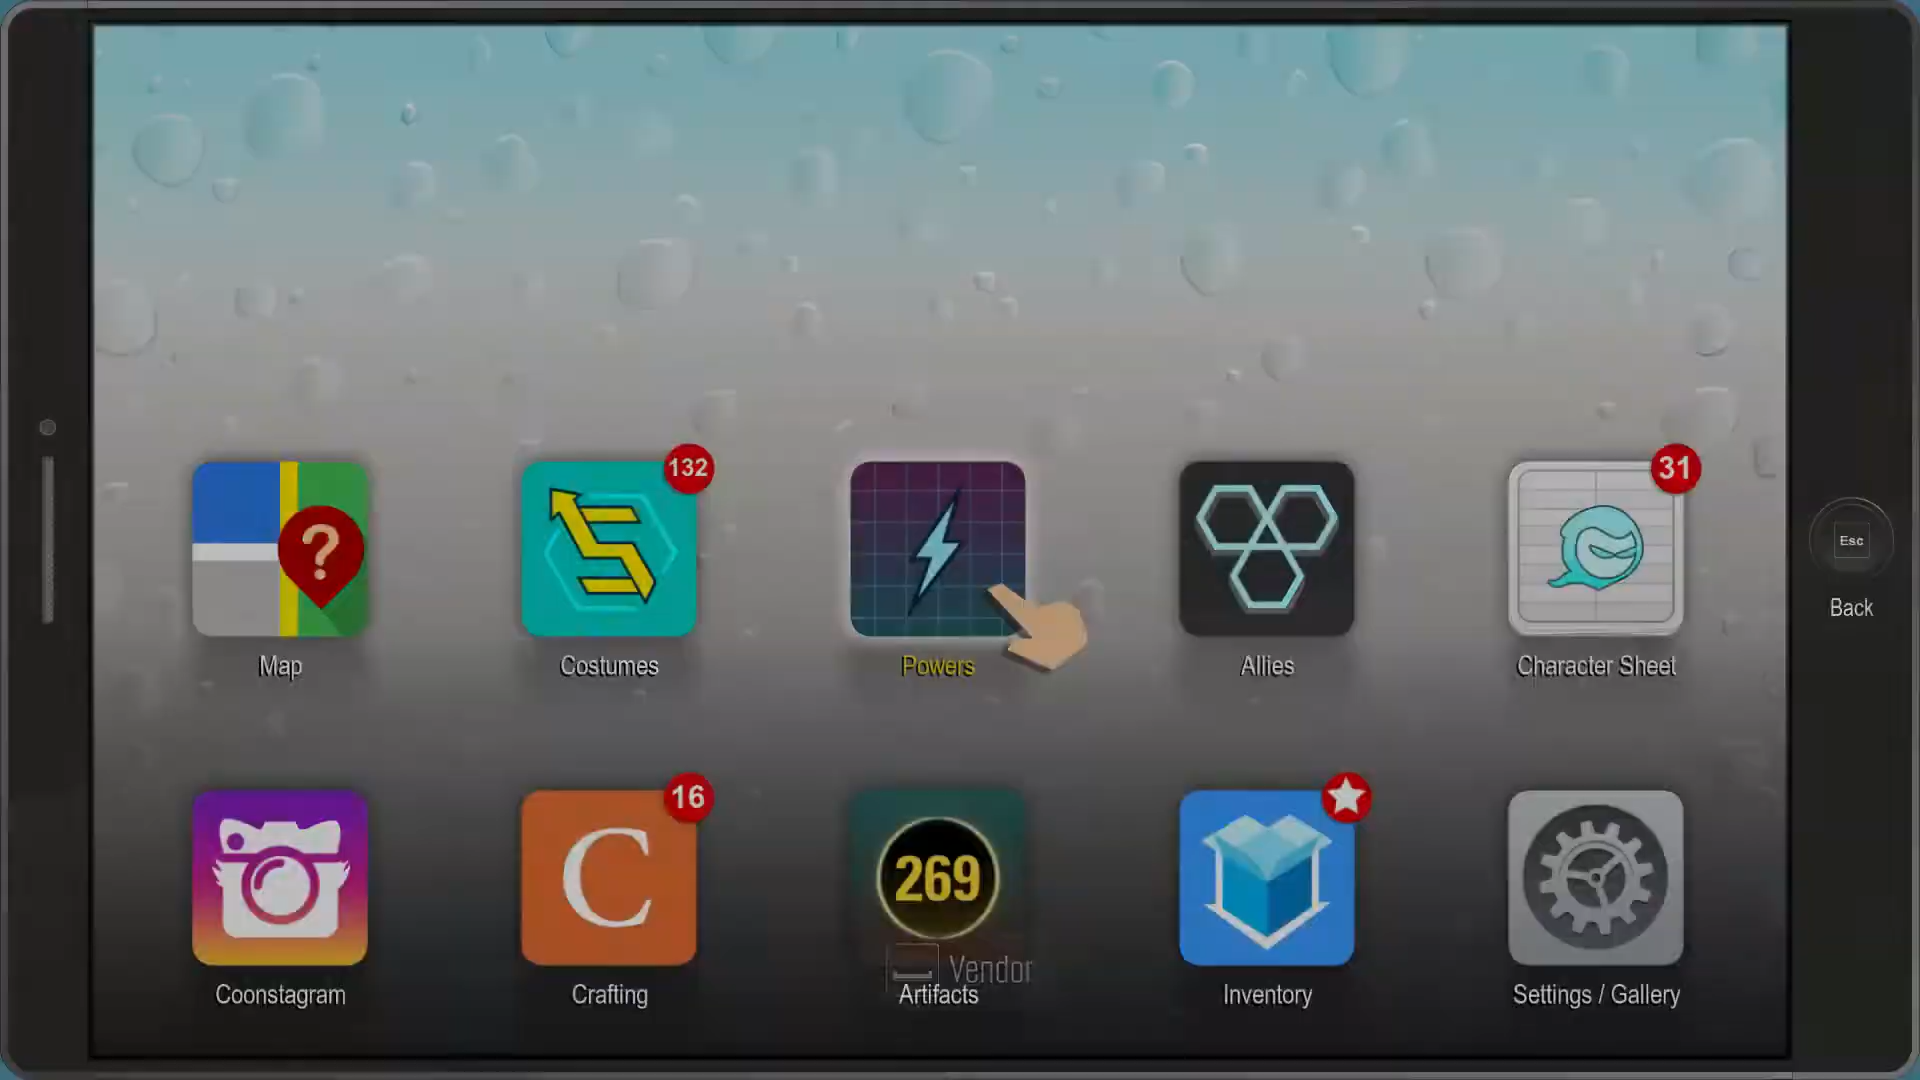 132
31
?
Esc
Back
Map
Costumes
Powers
Allies
Character Sheet
16
C
269
Vendor
Coonstagram
Crafting
Artifacts
Inventory
Settings / Gallery